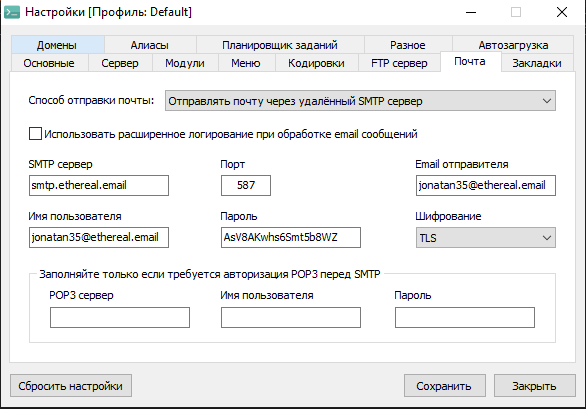 Настройки [Профиль: Default]
Домены Алиасы Планировщик заданий Разное Автозагрузка
Основные Сервер Модули Меню Кодировки FTP сервер Почта Закладки
Способ отправки почты: Отправлять почту через удалённый SMTP сервер
Использовать расширенное логирование при обработке email сообщений
SMTP сервер Порт Email отправителя
smtp.ethereal.email 587 jonatan35@ethereal.email
Имя пользователя Пароль Шифрование
jonatan35@ethereal.email AsV8AKwhs6Smt5b8WZ TLS
Заполняйте только если требуется авторизация POP3 перед SMTP
POP3 сервер Имя пользователя Пароль
Сбросить настройки Сохранить Закрыть